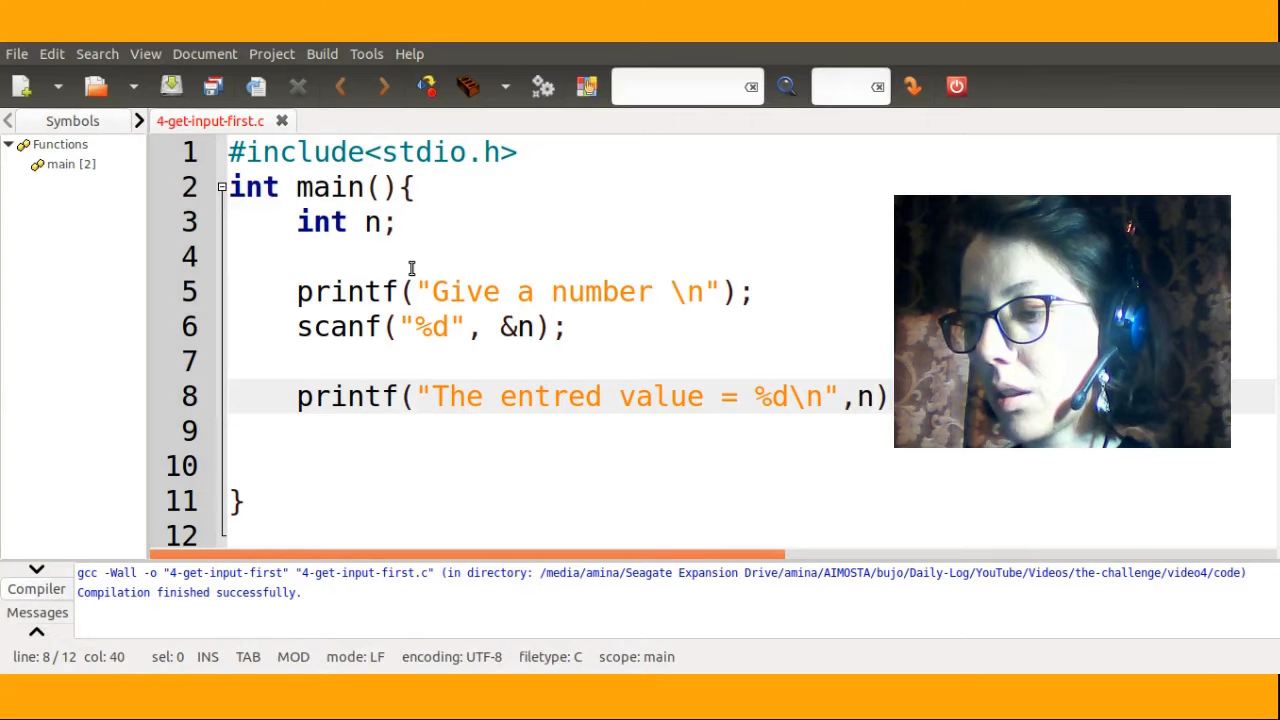 File Edit Search View Document Project Build Tools Help
Symbols
4-get-input-first.c
Functions
main [2]
1 #include<stdio.h>
2 int main(){
3 int n;
4
5 printf("Give a number \n");
6 scanf("%d", &n);
7
8 printf("The entred value = %d\n",n)
9
10
11 }
12
Compiler
Messages
gcc -Wall -o "4-get-input-first" "4-get-input-first.c" (in directory: /media/amina/Seagate Expansion Drive/amina/AIMOSTA/bujo/Daily-Log/YouTube/Videos/the-challenge/video4/code)
Compilation finished successfully.
line: 8 / 12 col: 40 sel: 0 INS TAB MOD mode: LF encoding: UTF-8 filetype: C scope: main